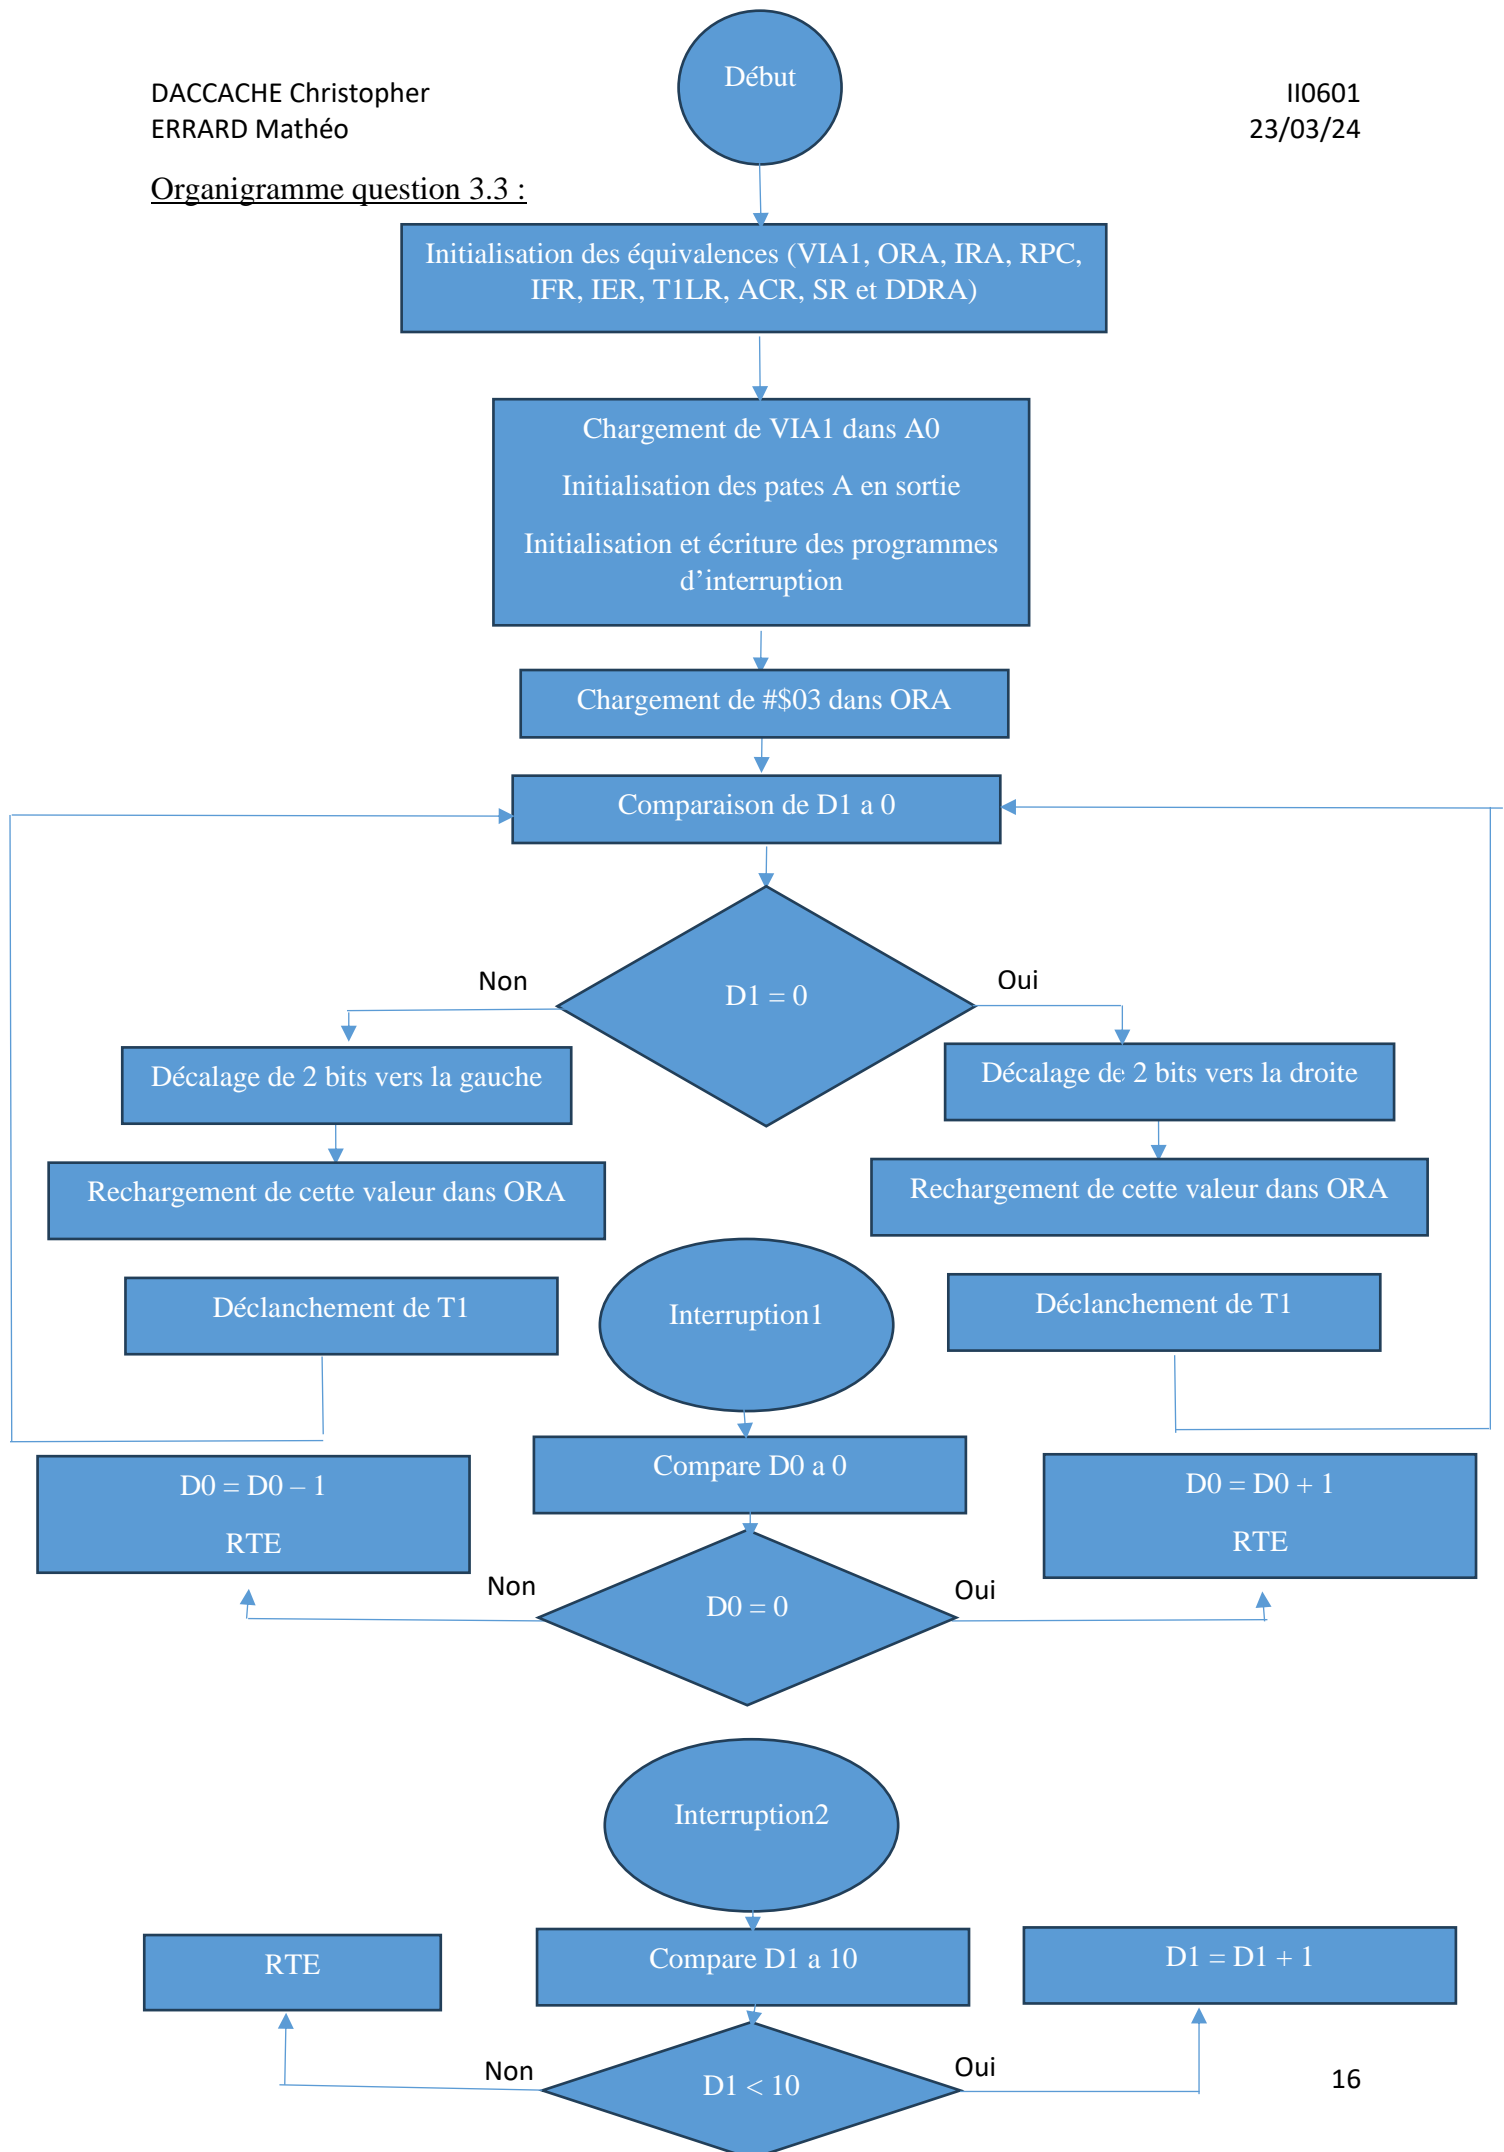 Début
DACCACHE Christopher
ERRARD Mathéo
II0601
23/03/24
Organigramme question 3.3 :
Initialisation des équivalences (VIA1, ORA, IRA, RPC,
IFR, IER, T1LR, ACR, SR et DDRA)
Chargement de VIA1 dans A0
Initialisation des pates A en sortie
Initialisation et écriture des programmes
d’interruption
Chargement de #$03 dans ORA
Comparaison de D1 a 0
D1 = 0
Non
Oui
Décalage de 2 bits vers la gauche
Décalage de 2 bits vers la droite
Rechargement de cette valeur dans ORA
Rechargement de cette valeur dans ORA
Déclanchement de T1
Interruption1
Déclanchement de T1
Compare D0 a 0
D0 = D0 – 1
RTE
D0 = D0 + 1
RTE
Non
Oui
D0 = 0
Interruption2
RTE
Compare D1 a 10
D1 = D1 + 1
Non
Oui
D1 < 10
16